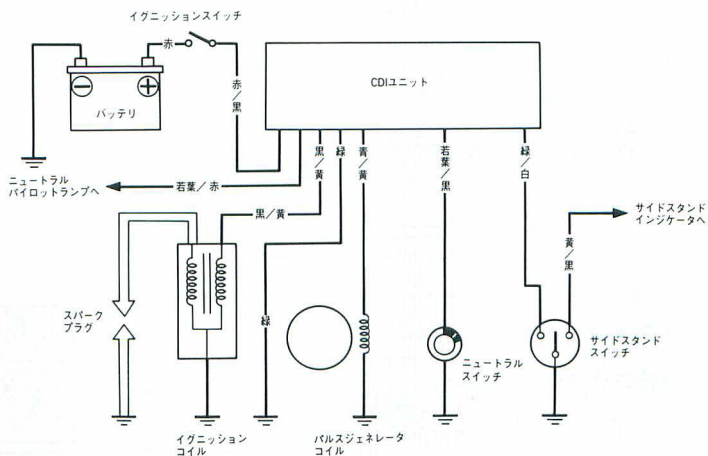 イグニッションスイッチ
赤
赤/黒
CDIユニット
バッテリ
ニュートラル
パイロットランプへ
若葉/赤
黒/黄
緑
青/黄
若葉/黒
緑/白
サイドスタンド
インジケータへ
黄/黒
黒/黄
スパーク
プラグ
緑
ニュートラル
スイッチ
サイドスタンド
スイッチ
イグニッション
コイル
パルスジェネレータ
コイル